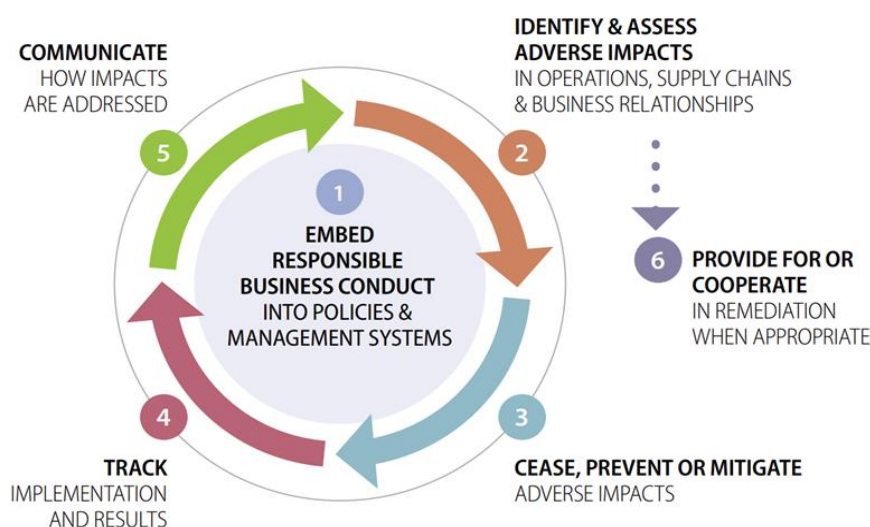 COMMUNICATE
HOW IMPACTS
ARE ADDRESSED
5
IDENTIFY & ASSESS
ADVERSE IMPACTS
IN OPERATIONS, SUPPLY CHAINS
& BUSINESS RELATIONSHIPS
2
1
EMBED
RESPONSIBLE
BUSINESS CONDUCT
INTO POLICIES &
MANAGEMENT SYSTEMS
6
PROVIDE FOR OR
COOPERATE
IN REMEDIATION
WHEN APPROPRIATE
4
TRACK
IMPLEMENTATION
AND RESULTS
3
CEASE, PREVENT OR MITIGATE
ADVERSE IMPACTS